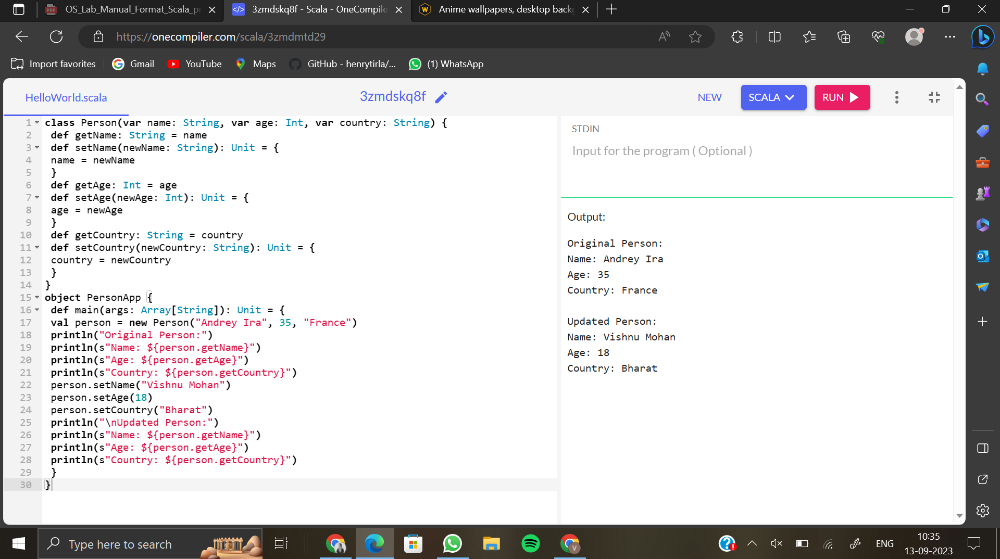 OS_Lab_Manual_Format_Scala_pr
3zmdskq8f - Scala - OneCompile
Anime wallpapers, desktop backg
https://onecompiler.com/scala/3zmdmtd29
Import favorites
Gmail
YouTube
Maps
GitHub - henrytirla/...
(1) WhatsApp
HelloWorld.scala
3zmdskq8f
NEW
SCALA
RUN
1 class Person(var name: String, var age: Int, var country: String) {
2 def getName: String = name
3 def setName(newName: String): Unit = {
4 name = newName
5 }
6 def getAge: Int = age
7 def setAge(newAge: Int): Unit = {
8 age = newAge
9 }
10 def getCountry: String = country
11 def setCountry(newCountry: String): Unit = {
12 country = newCountry
13 }
14 }
15 object PersonApp {
16 def main(args: Array[String]): Unit = {
17 val person = new Person("Andrey Ira", 35, "France")
18 println("Original Person:")
19 println(s"Name: ${person.getName}")
20 println(s"Age: ${person.getAge}")
21 println(s"Country: ${person.getCountry}")
22 person.setName("Vishnu Mohan")
23 person.setAge(18)
24 person.setCountry("Bharat")
25 println("\nUpdated Person:")
26 println(s"Name: ${person.getName}")
27 println(s"Age: ${person.getAge}")
28 println(s"Country: ${person.getCountry}")
29 }
30 }
STDIN
Input for the program ( Optional )
Output:
Original Person:
Name: Andrey Ira
Age: 35
Country: France
Updated Person:
Name: Vishnu Mohan
Age: 18
Country: Bharat
Type here to search
ENG
10:35
13-09-2023